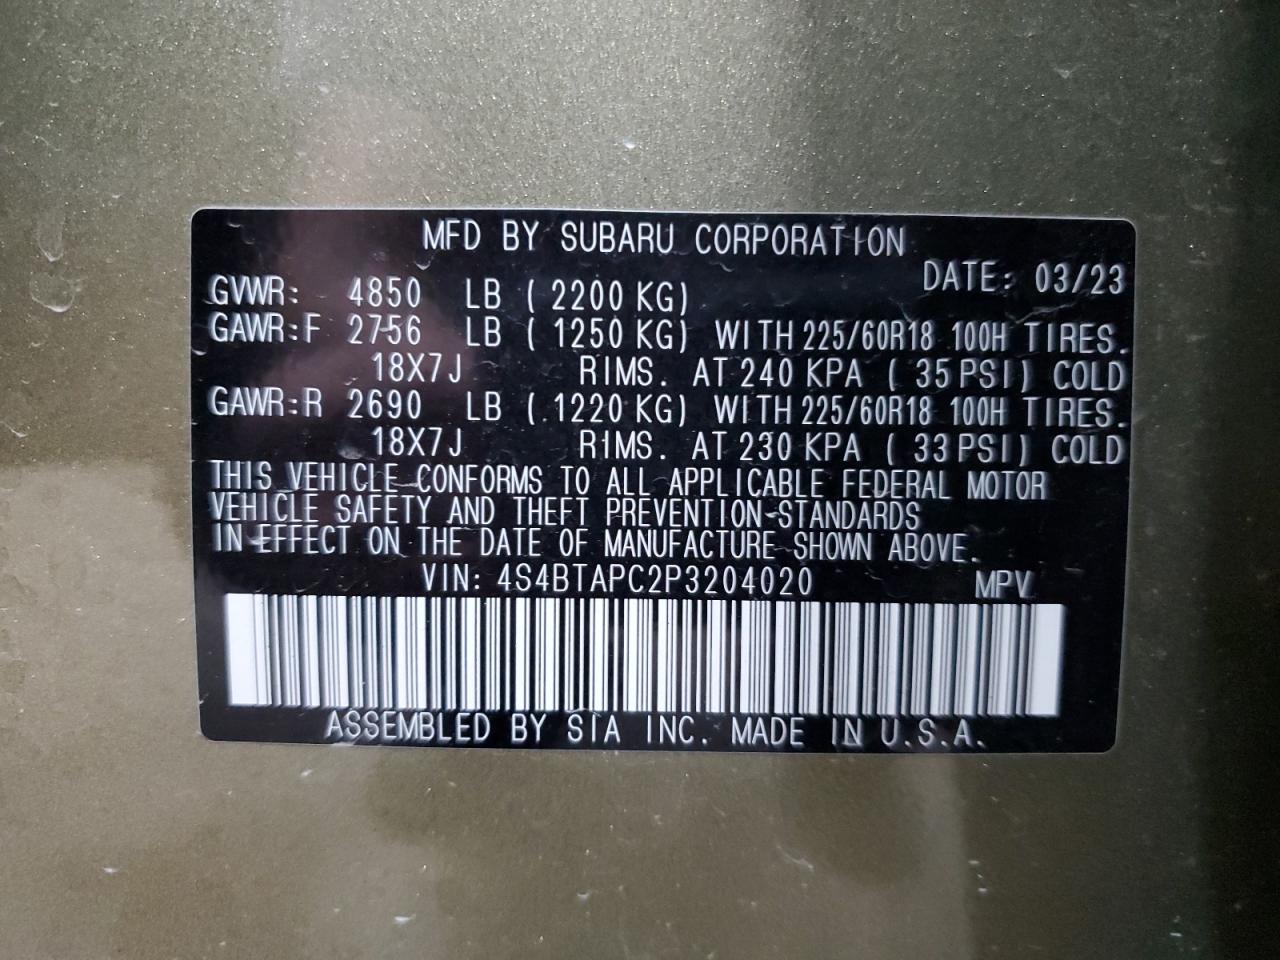 MFD BY SUBARU CORPORATION
DATE: 03/23
GVWR: 4850 LB ( 2200 KG)
GAWR:F 2756 LB ( 1250 KG) WITH 225/60R18 100H TIRES.
18X7J RIMS. AT 240 KPA ( 35 PSI) COLD
GAWR:R 2690 LB ( 1220 KG) WITH 225/60R18 100H TIRES.
18X7J RIMS. AT 230 KPA ( 33 PSI) COLD
THIS VEHICLE CONFORMS TO ALL APPLICABLE FEDERAL MOTOR
VEHICLE SAFETY AND THEFT PREVENTION STANDARDS
IN EFFECT ON THE DATE OF MANUFACTURE SHOWN ABOVE.
VIN: 4S4BTAPC2P3204020 MPV
ASSEMBLED BY SIA INC. MADE IN U.S.A.